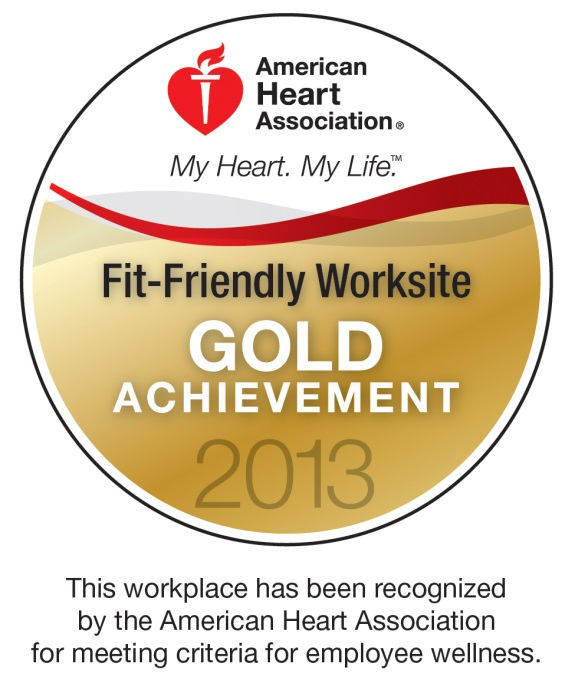 American
Heart
Association®
My Heart. My Life.™
Fit-Friendly Worksite
GOLD
ACHIEVEMENT
2013
This workplace has been recognized
by the American Heart Association
for meeting criteria for employee wellness.